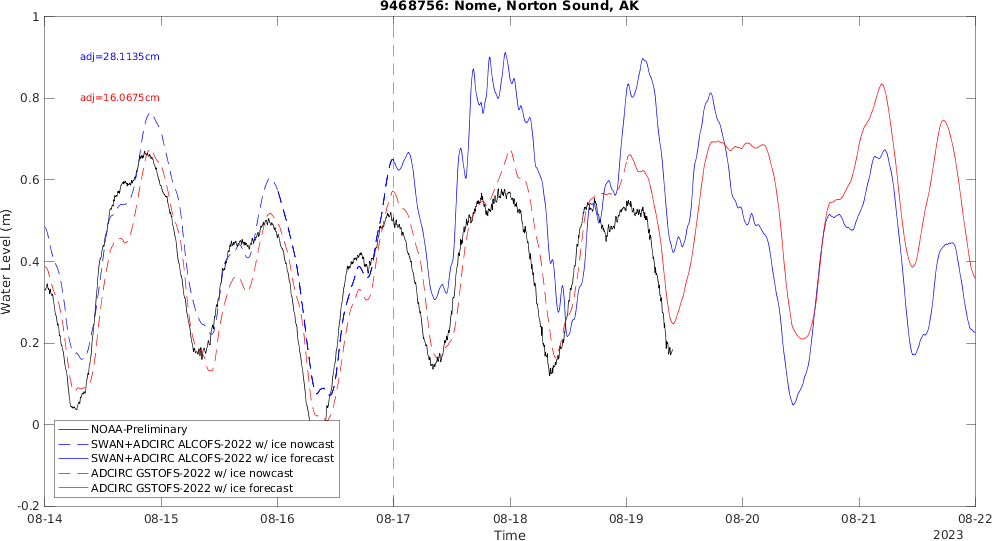 9468756: Nome, Norton Sound, AK
adj=28.1135cm
adj=16.0675cm
Water Level (m)
1
0.8
0.6
0.4
0.2
0
-0.2
NOAA-Preliminary
SWAN+ADCIRC ALCOFS-2022 w/ ice nowcast
SWAN+ADCIRC ALCOFS-2022 w/ ice forecast
ADCIRC GSTOFS-2022 w/ ice nowcast
ADCIRC GSTOFS-2022 w/ ice forecast
08-14 08-15 08-16 08-17 08-18 08-19 08-20 08-21 08-22
Time
2023